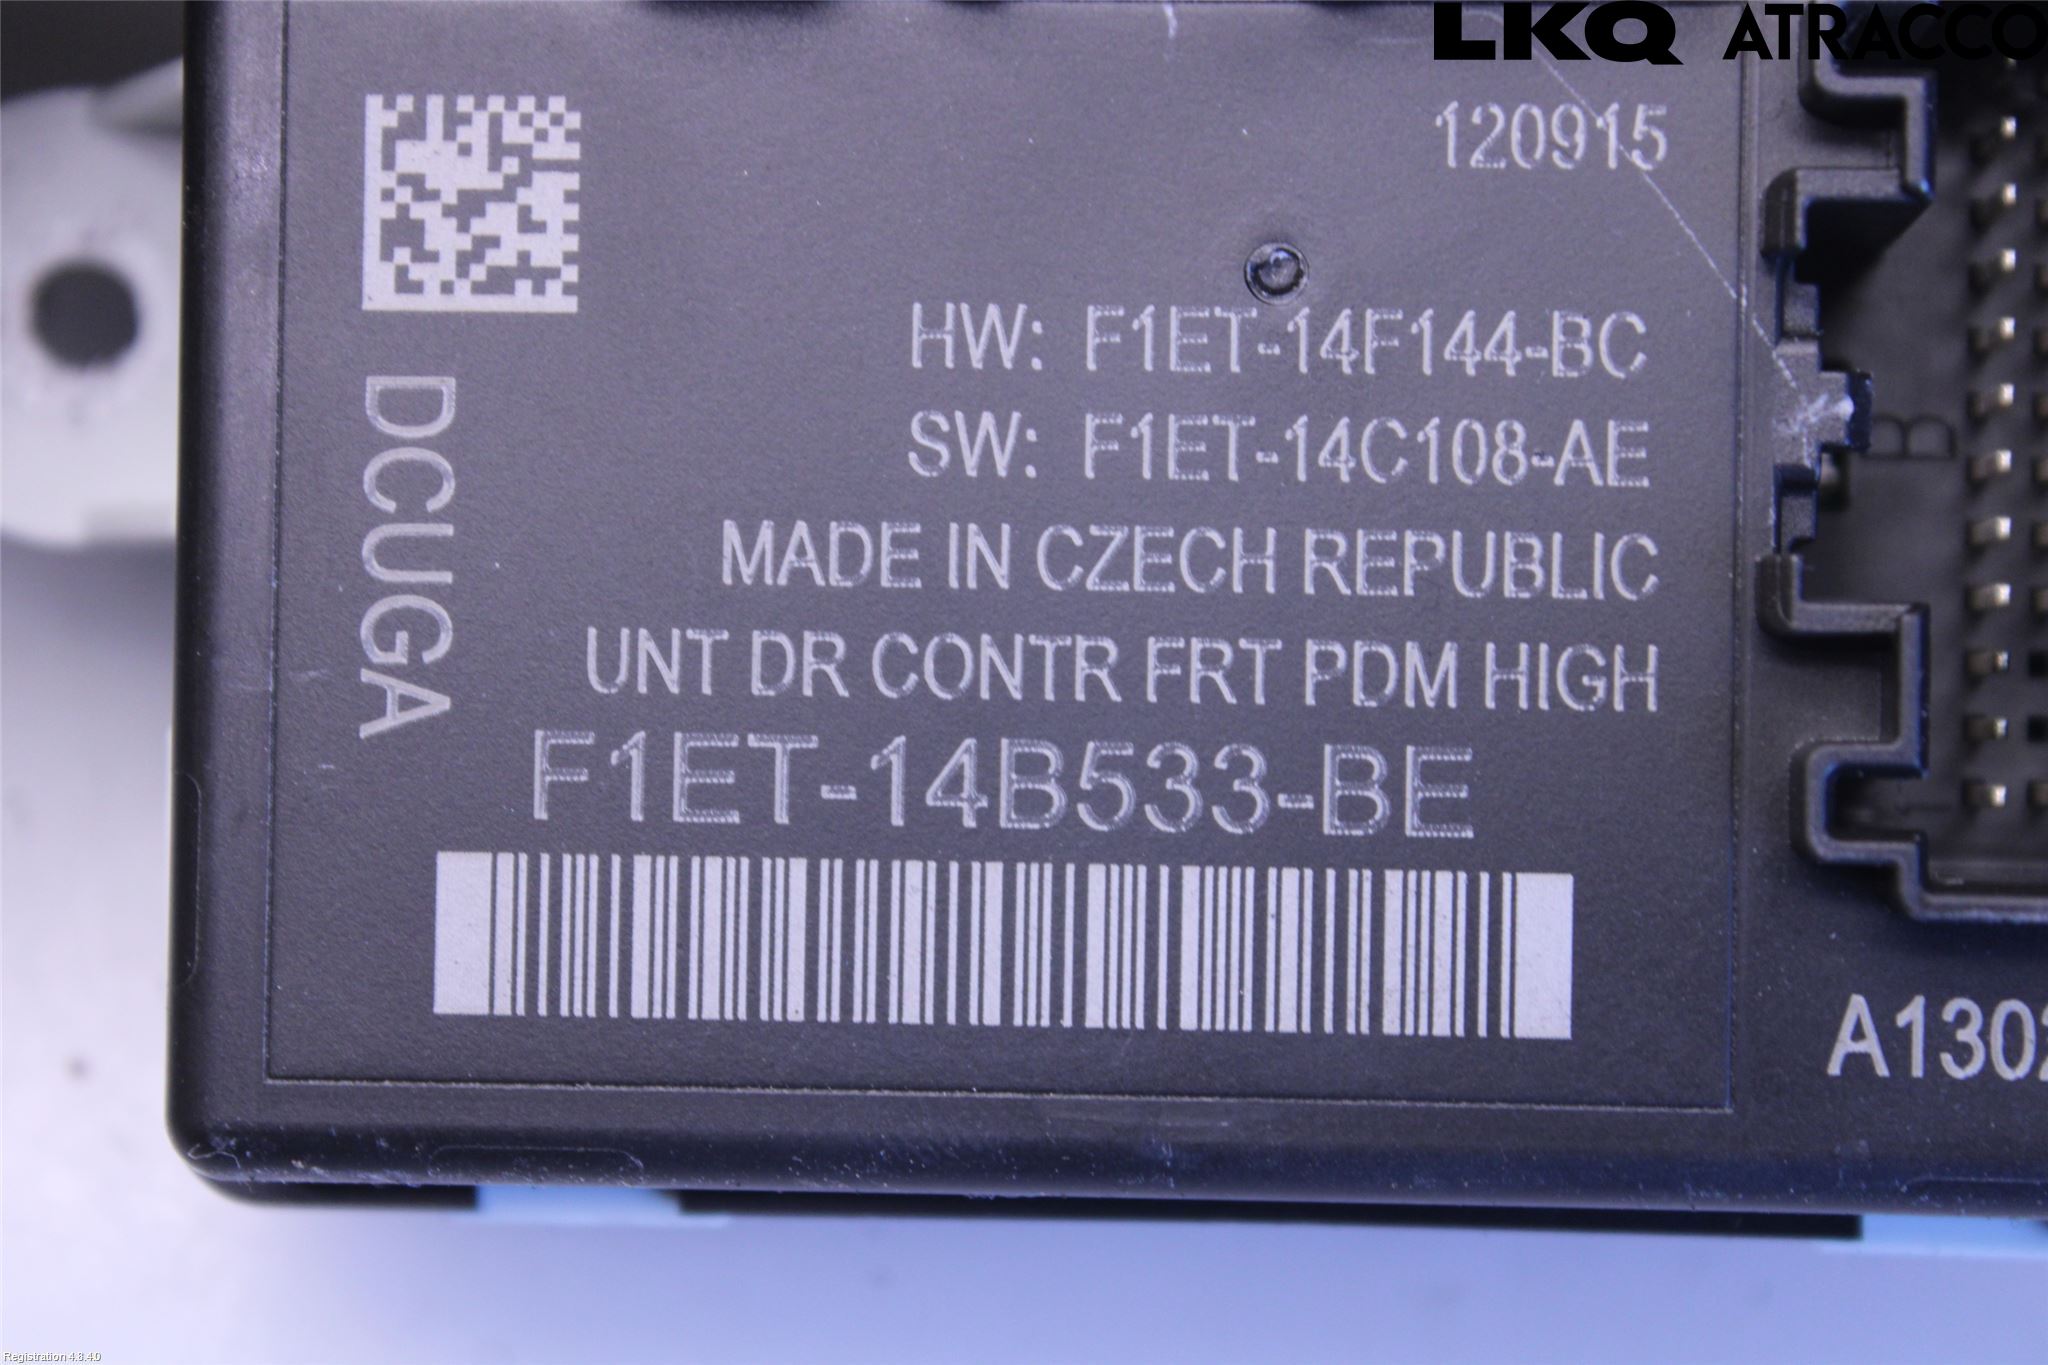 LKQ ATRACCO
120915
HW: F1ET-14F144-BC
SW: F1ET-14C108-AE
MADE IN CZECH REPUBLIC
UNT DR CONTR FRT PDM HIGH
F1ET-14B533-BE
DCUGA
B
A1302
Registration 4.8.4.0